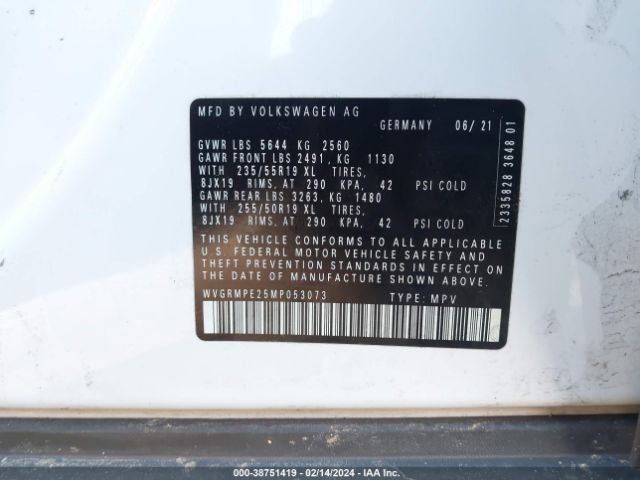 MFD BY VOLKSWAGEN AG
GERMANY 06/ 21
GVWR LBS 5644 KG 2560
GAWR FRONT LBS 2491, KG 1130
WITH 235/55R19 XL TIRES,
8JX19 RIMS, AT 290 KPA, 42 PSI COLD
GAWR REAR LBS 3263, KG 1480
WITH 255/50R19 XL TIRES,
8JX19 RIMS, AT 290 KPA, 42 PSI COLD
THIS VEHICLE CONFORMS TO ALL APPLICABLE
U.S. FEDERAL MOTOR VEHICLE SAFETY AND
THEFT PREVENTION STANDARDS IN EFFECT ON THE
DATE OF MANUFACTURE SHOWN ABOVE.
WVGRMPE25MP053073 TYPE: MPV
2335828 3648 01
000-38751419 - 02/14/2024 - IAA Inc.